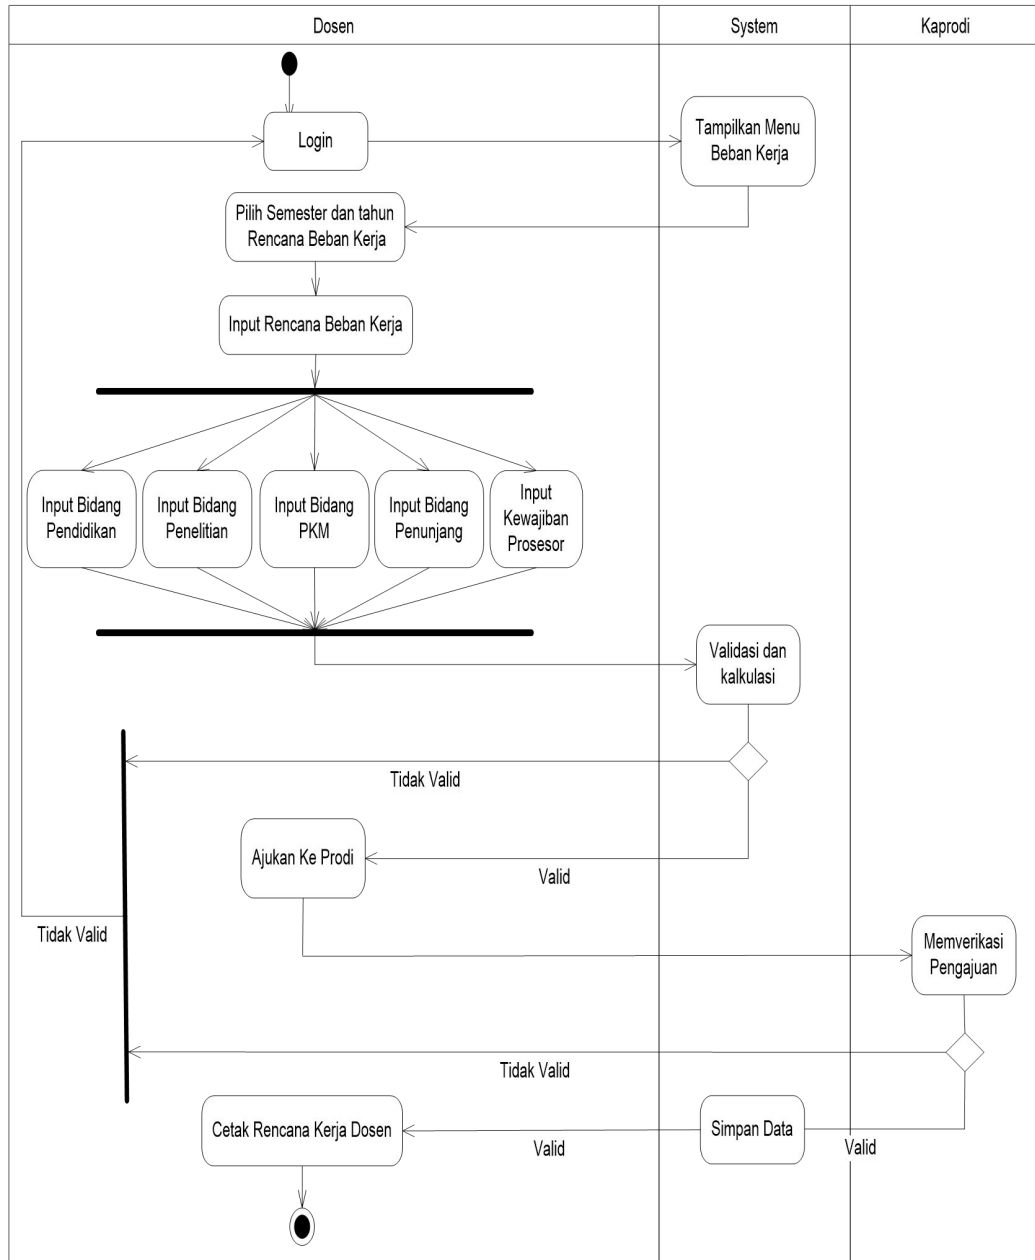 Dosen
System
Kaprodi
Login
Tampilkan Menu
Beban Kerja
Pilih Semester dan tahun
Rencana Beban Kerja
Input Rencana Beban Kerja
Input Bidang
Pendidikan
Input Bidang
Penelitian
Input Bidang
PKM
Input Bidang
Penunjang
Input
Kewajiban
Prosesor
Validasi dan
kalkulasi
Tidak Valid
Ajukan Ke Prodi
Valid
Tidak Valid
Memverikasi
Pengajuan
Tidak Valid
Cetak Rencana Kerja Dosen
Valid
Simpan Data
Valid